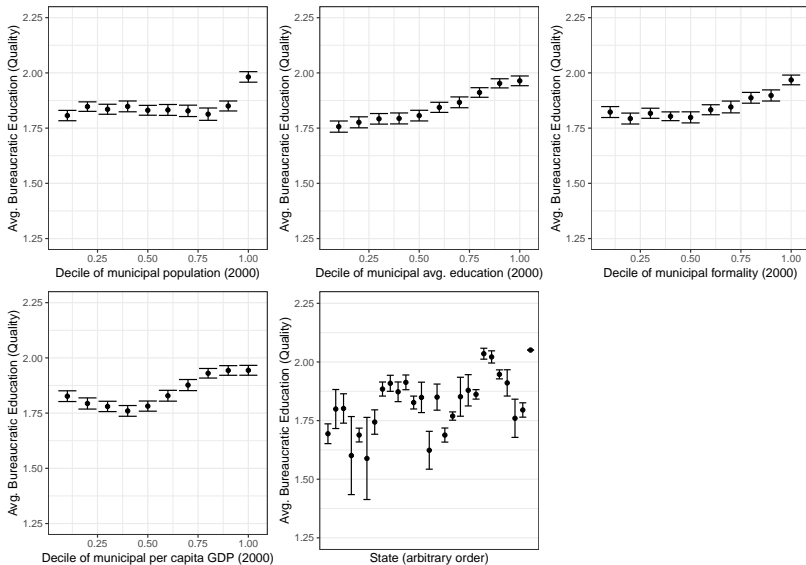 Avg. Bureaucratic Education (Quality)
2.25
2.00
1.75
1.50
1.25
0.25 0.50 0.75 1.00
Decile of municipal population (2000)
Avg. Bureaucratic Education (Quality)
2.25
2.00
1.75
1.50
1.25
0.25 0.50 0.75 1.00
Decile of municipal avg. education (2000)
Avg. Bureaucratic Education (Quality)
2.25
2.00
1.75
1.50
1.25
0.25 0.50 0.75 1.00
Decile of municipal formality (2000)
Avg. Bureaucratic Education (Quality)
2.25
2.00
1.75
1.50
1.25
0.25 0.50 0.75 1.00
Decile of municipal per capita GDP (2000)
Avg. Bureaucratic Education (Quality)
2.25
2.00
1.75
1.50
1.25
State (arbitrary order)